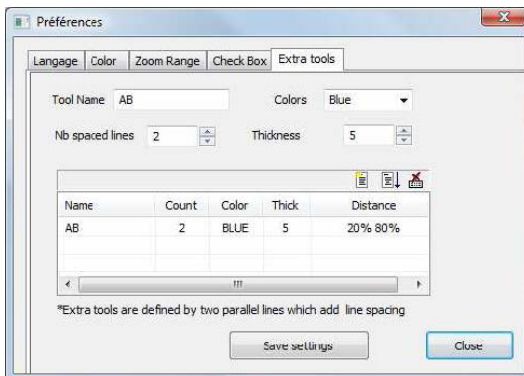 Préférences
Langage Color Zoom Range Check Box Extra tools
Tool Name AB Colors Blue
Nb spaced lines 2 Thickness 5
Name Count Color Thick Distance
AB 2 BLUE 5 20% 80%
*Extra tools are defined by two parallel lines which add line spacing
Save settings Close